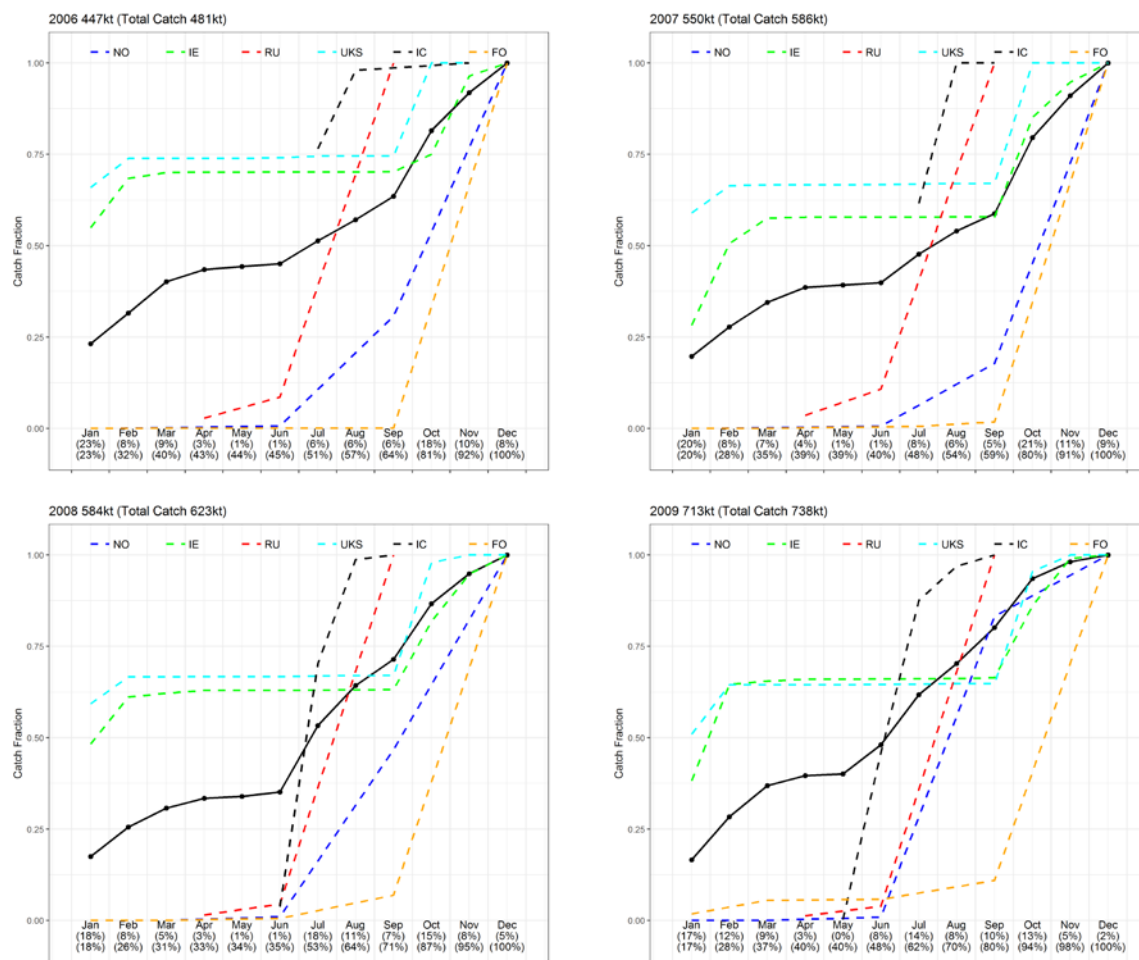 2006 447kt (Total Catch 481kt)
NO IE RU UKS IC FO
1.00
0.75
0.50
0.25
0.00
Catch Fraction
Jan Feb Mar Apr May Jun Jul Aug Sep Oct Nov Dec
(23%) (8%) (9%) (3%) (1%) (1%) (6%) (6%) (6%) (18%) (10%) (8%)
(23%) (32%) (40%) (43%) (44%) (45%) (51%) (57%) (64%) (81%) (92%) (100%)
2007 550kt (Total Catch 586kt)
NO IE RU UKS IC FO
1.00
0.75
0.50
0.25
0.00
Catch Fraction
Jan Feb Mar Apr May Jun Jul Aug Sep Oct Nov Dec
(20%) (8%) (7%) (4%) (1%) (1%) (8%) (6%) (5%) (21%) (11%) (9%)
(20%) (28%) (35%) (39%) (39%) (40%) (48%) (54%) (59%) (80%) (91%) (100%)
2008 584kt (Total Catch 623kt)
NO IE RU UKS IC FO
1.00
0.75
0.50
0.25
0.00
Catch Fraction
Jan Feb Mar Apr May Jun Jul Aug Sep Oct Nov Dec
(18%) (8%) (5%) (3%) (1%) (1%) (18%) (11%) (7%) (15%) (8%) (5%)
(18%) (26%) (31%) (33%) (34%) (35%) (53%) (64%) (71%) (87%) (95%) (100%)
2009 713kt (Total Catch 738kt)
NO IE RU UKS IC FO
1.00
0.75
0.50
0.25
0.00
Catch Fraction
Jan Feb Mar Apr May Jun Jul Aug Sep Oct Nov Dec
(17%) (12%) (9%) (3%) (0%) (8%) (14%) (8%) (10%) (13%) (5%) (2%)
(17%) (28%) (37%) (40%) (40%) (48%) (62%) (70%) (80%) (94%) (98%) (100%)